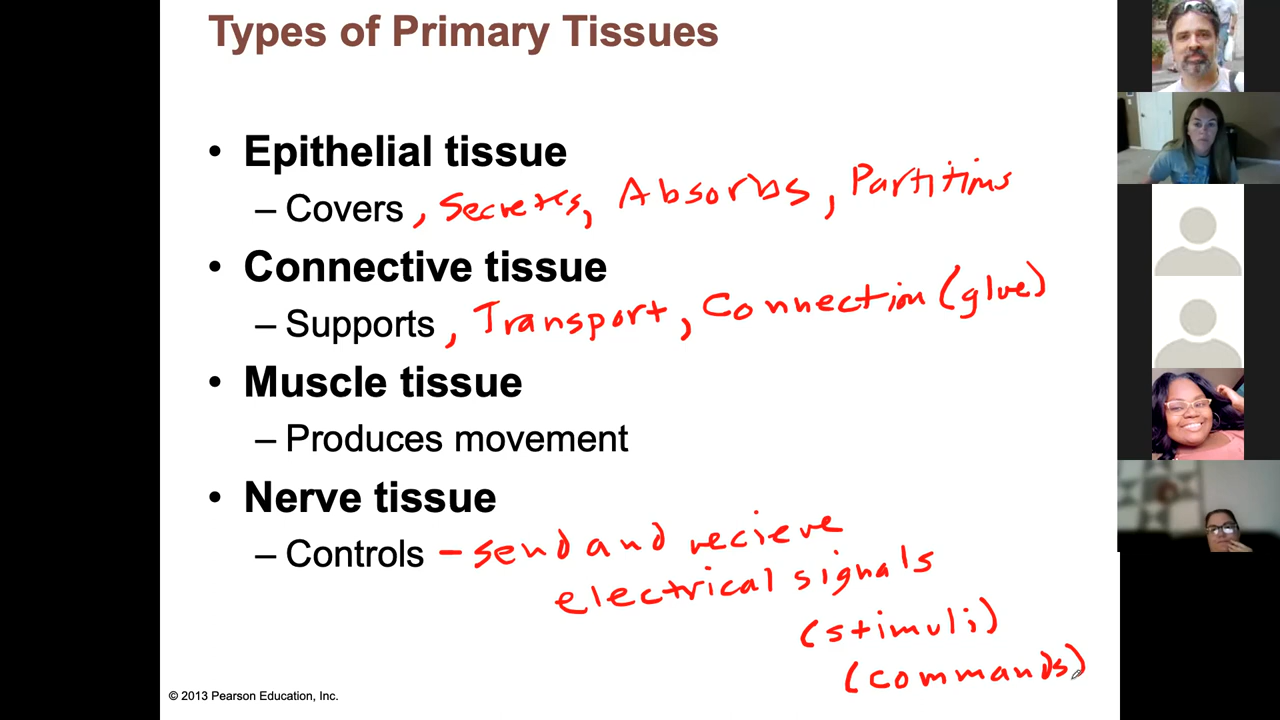 Types of Primary Tissues
• Epithelial tissue
– Covers , Secretes, Absorbs, Partitions
• Connective tissue
– Supports , Transport, Connection (glue)
• Muscle tissue
– Produces movement
• Nerve tissue
– Controls – send and recieve
electrical signals
(stimuli)
(commands)
© 2013 Pearson Education, Inc.